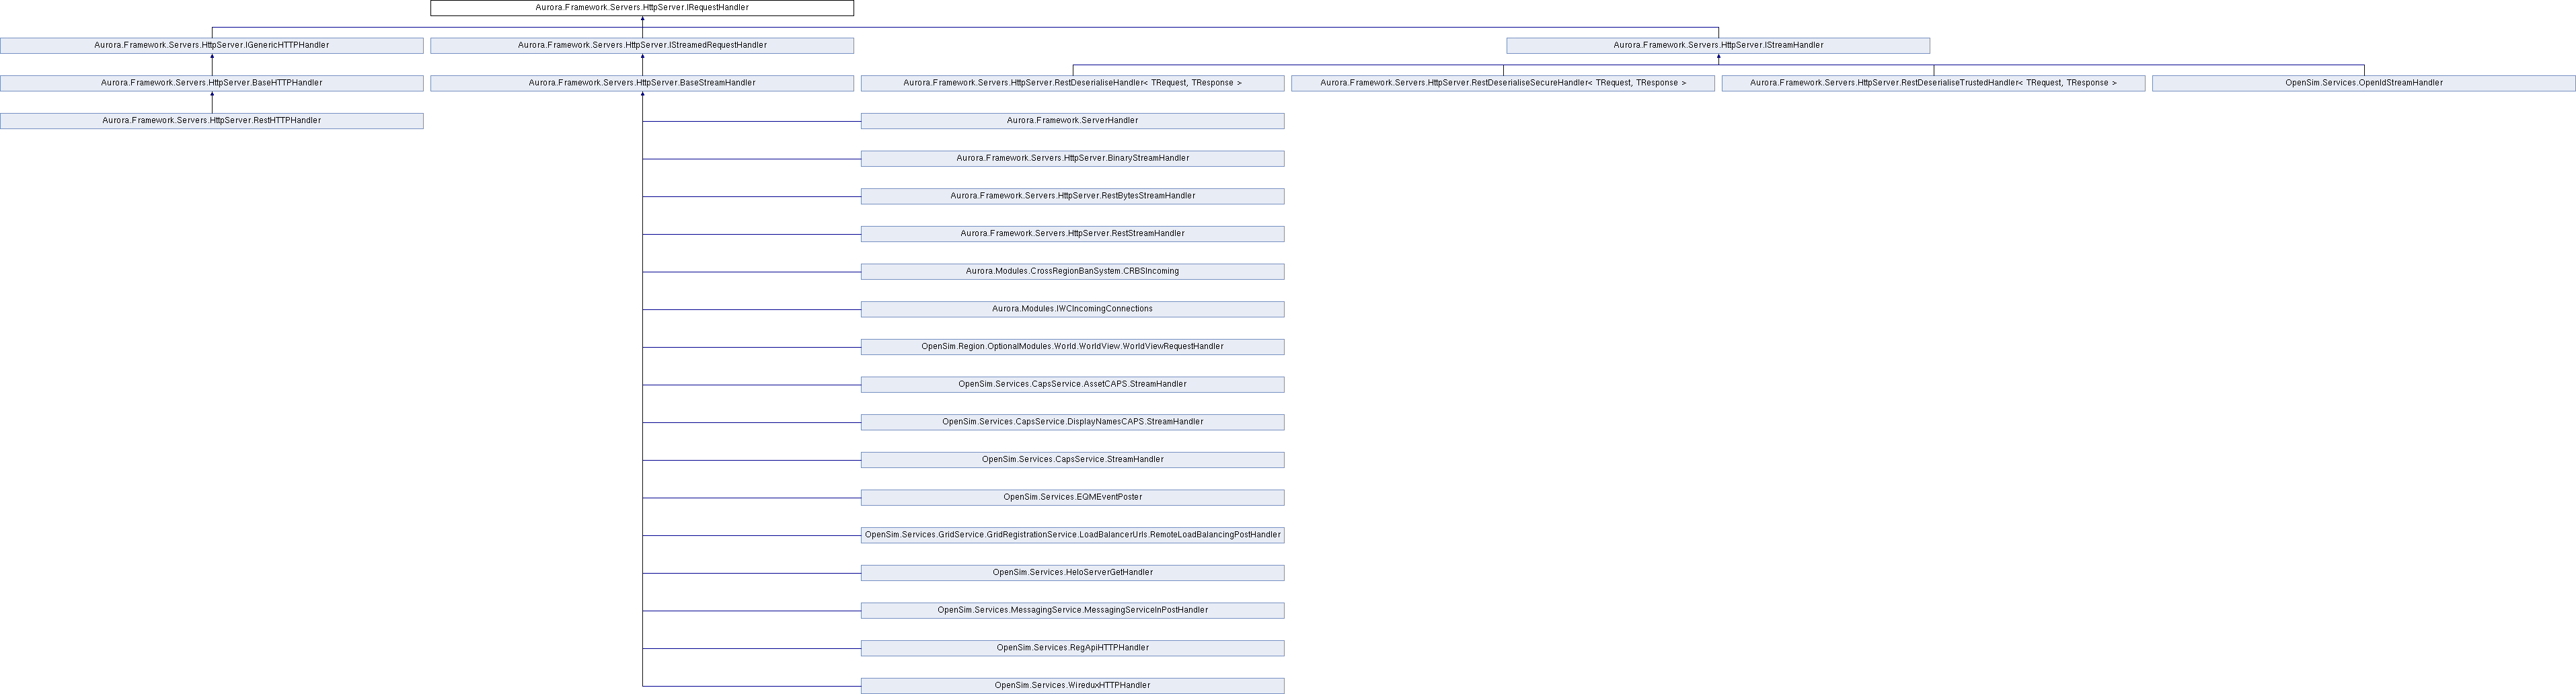 Aurora.Framework.Servers.HttpServer.IRequestHandler
Aurora.Framework.Servers.HttpServer.IGenericHTTPHandler
Aurora.Framework.Servers.HttpServer.IStreamedRequestHandler
Aurora.Framework.Servers.HttpServer.IStreamHandler
Aurora.Framework.Servers.HttpServer.BaseHTTPHandler
Aurora.Framework.Servers.HttpServer.BaseStreamHandler
Aurora.Framework.Servers.HttpServer.RestDeserialiseHandler< TRequest, TResponse >
Aurora.Framework.Servers.HttpServer.RestDeserialiseSecureHandler< TRequest, TResponse >
Aurora.Framework.Servers.HttpServer.RestDeserialiseTrustedHandler< TRequest, TResponse >
OpenSim.Services.OpenIdStreamHandler
Aurora.Framework.Servers.HttpServer.RestHTTPHandler
Aurora.Framework.ServerHandler
Aurora.Framework.Servers.HttpServer.BinaryStreamHandler
Aurora.Framework.Servers.HttpServer.RestBytesStreamHandler
Aurora.Framework.Servers.HttpServer.RestStreamHandler
Aurora.Modules.CrossRegionBanSystem.CRBSIncoming
Aurora.Modules.IWCIncomingConnections
OpenSim.Region.OptionalModules.World.WorldView.WorldViewRequestHandler
OpenSim.Services.CapsService.AssetCAPS.StreamHandler
OpenSim.Services.CapsService.DisplayNamesCAPS.StreamHandler
OpenSim.Services.CapsService.StreamHandler
OpenSim.Services.EQMEventPoster
OpenSim.Services.GridService.GridRegistrationService.LoadBalancerUrls.RemoteLoadBalancingPostHandler
OpenSim.Services.HeloServerGetHandler
OpenSim.Services.MessagingService.MessagingServiceInPostHandler
OpenSim.Services.RegApiHTTPHandler
OpenSim.Services.WireduxHTTPHandler